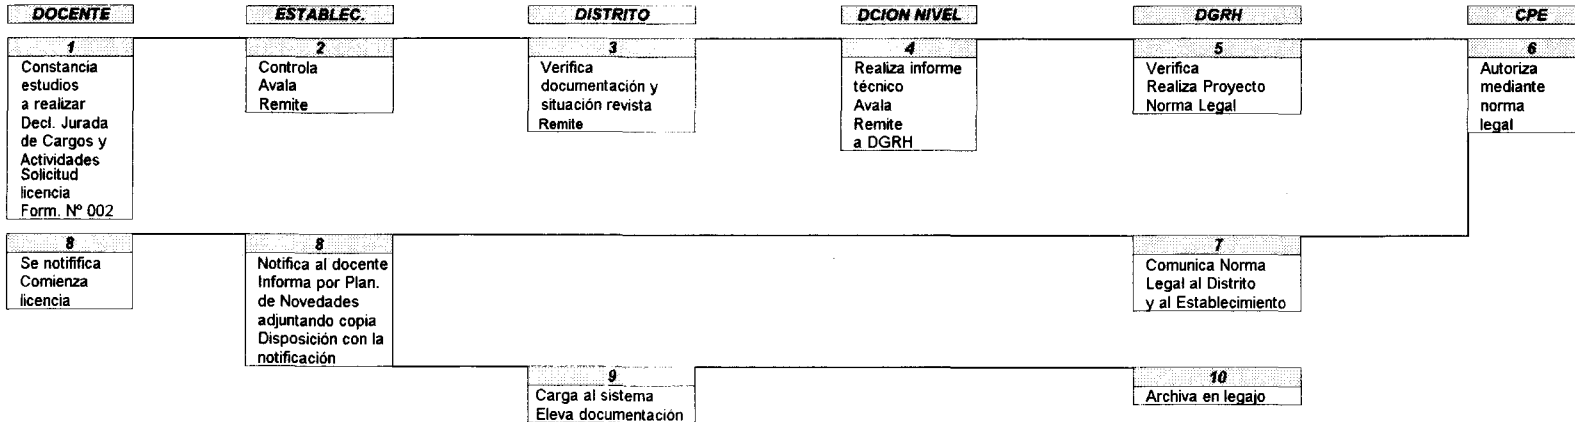 DOCENTE
ESTABLEC.
DISTRITO
DCION NIVEL
DGRH
CPE
1
Constancia
estudios
a realizar
Decl. Jurada
de Cargos y
Actividades
Solicitud
licencia
Form. Nº 002
2
Controla
Avala
Remite
3
Verifica
documentación y
situación revista
Remite
4
Realiza informe
técnico
Avala
Remite
a DGRH
5
Verifica
Realiza Proyecto
Norma Legal
6
Autoriza
mediante
norma
legal
8
Se notififica
Comienza
licencia
8
Notifica al docente
Informa por Plan.
de Novedades
adjuntando copia
Disposición con la
notificación
7
Comunica Norma
Legal al Distrito
y al Establecimiento
9
Carga al sistema
Eleva documentación
10
Archiva en legajo